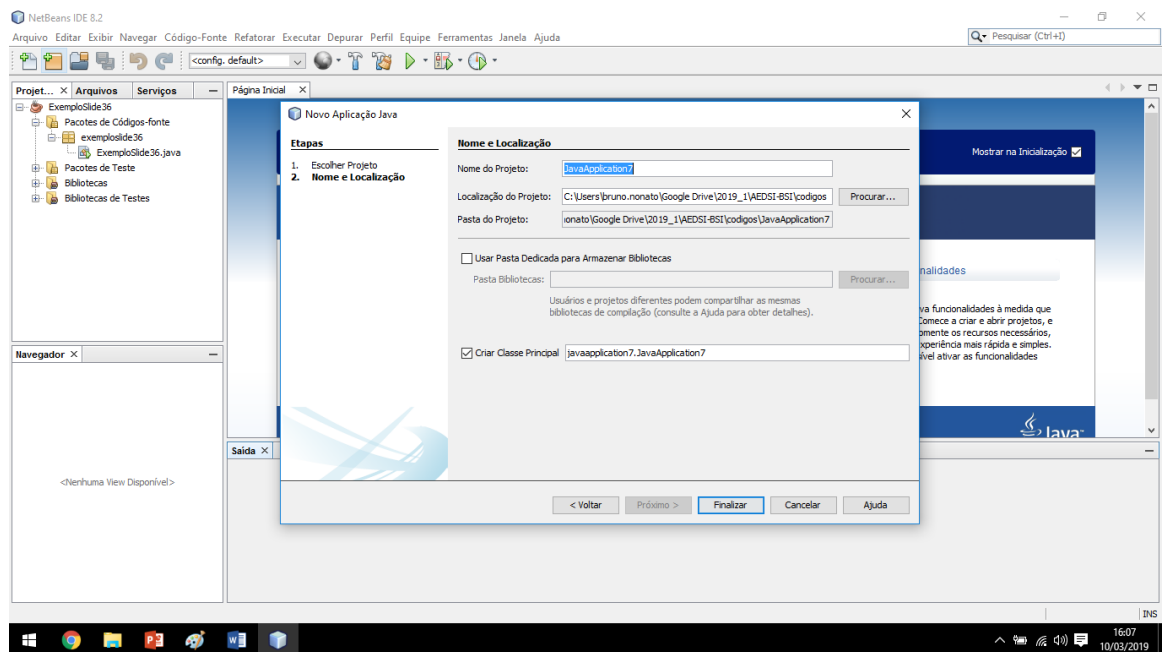 NetBeans IDE 8.2
Arquivo Editar Exibir Navegar Código-Fonte Refatorar Executar Depurar Perfil Equipe Ferramentas Janela Ajuda
Pesquisar (Ctrl+I)
<config. default>
Projet... Arquivos Serviços
Página Inicial
ExemploSlide36
Pacotes de Códigos-fonte
exemploslide36
ExemploSlide36.java
Pacotes de Teste
Bibliotecas
Bibliotecas de Testes
Novo Aplicação Java
Etapas
1. Escolher Projeto
2. Nome e Localização
Nome e Localização
Nome do Projeto: JavaApplication7
Localização do Projeto: C:\Users\bruno.nonato\Google Drive\2019_1\AEDSI-BSI\codigos Procurar...
Pasta do Projeto: onato\Google Drive\2019_1\AEDSI-BSI\codigos\JavaApplication7
Usar Pasta Dedicada para Armazenar Bibliotecas
Pasta Bibliotecas: Procurar...
Usuários e projetos diferentes podem compartilhar as mesmas
bibliotecas de compilação (consulte a Ajuda para obter detalhes).
Criar Classe Principal javaapplication7.JavaApplication7
< Voltar Próximo > Finalizar Cancelar Ajuda
Mostrar na Inicialização
nalidades
va funcionalidades à medida que
Comece a criar e abrir projetos, e
omente os recursos necessários,
xperiência mais rápida e simples.
ível ativar as funcionalidades
Java
Navegador
<Nenhuma View Disponível>
Saída
INS
16:07
10/03/2019